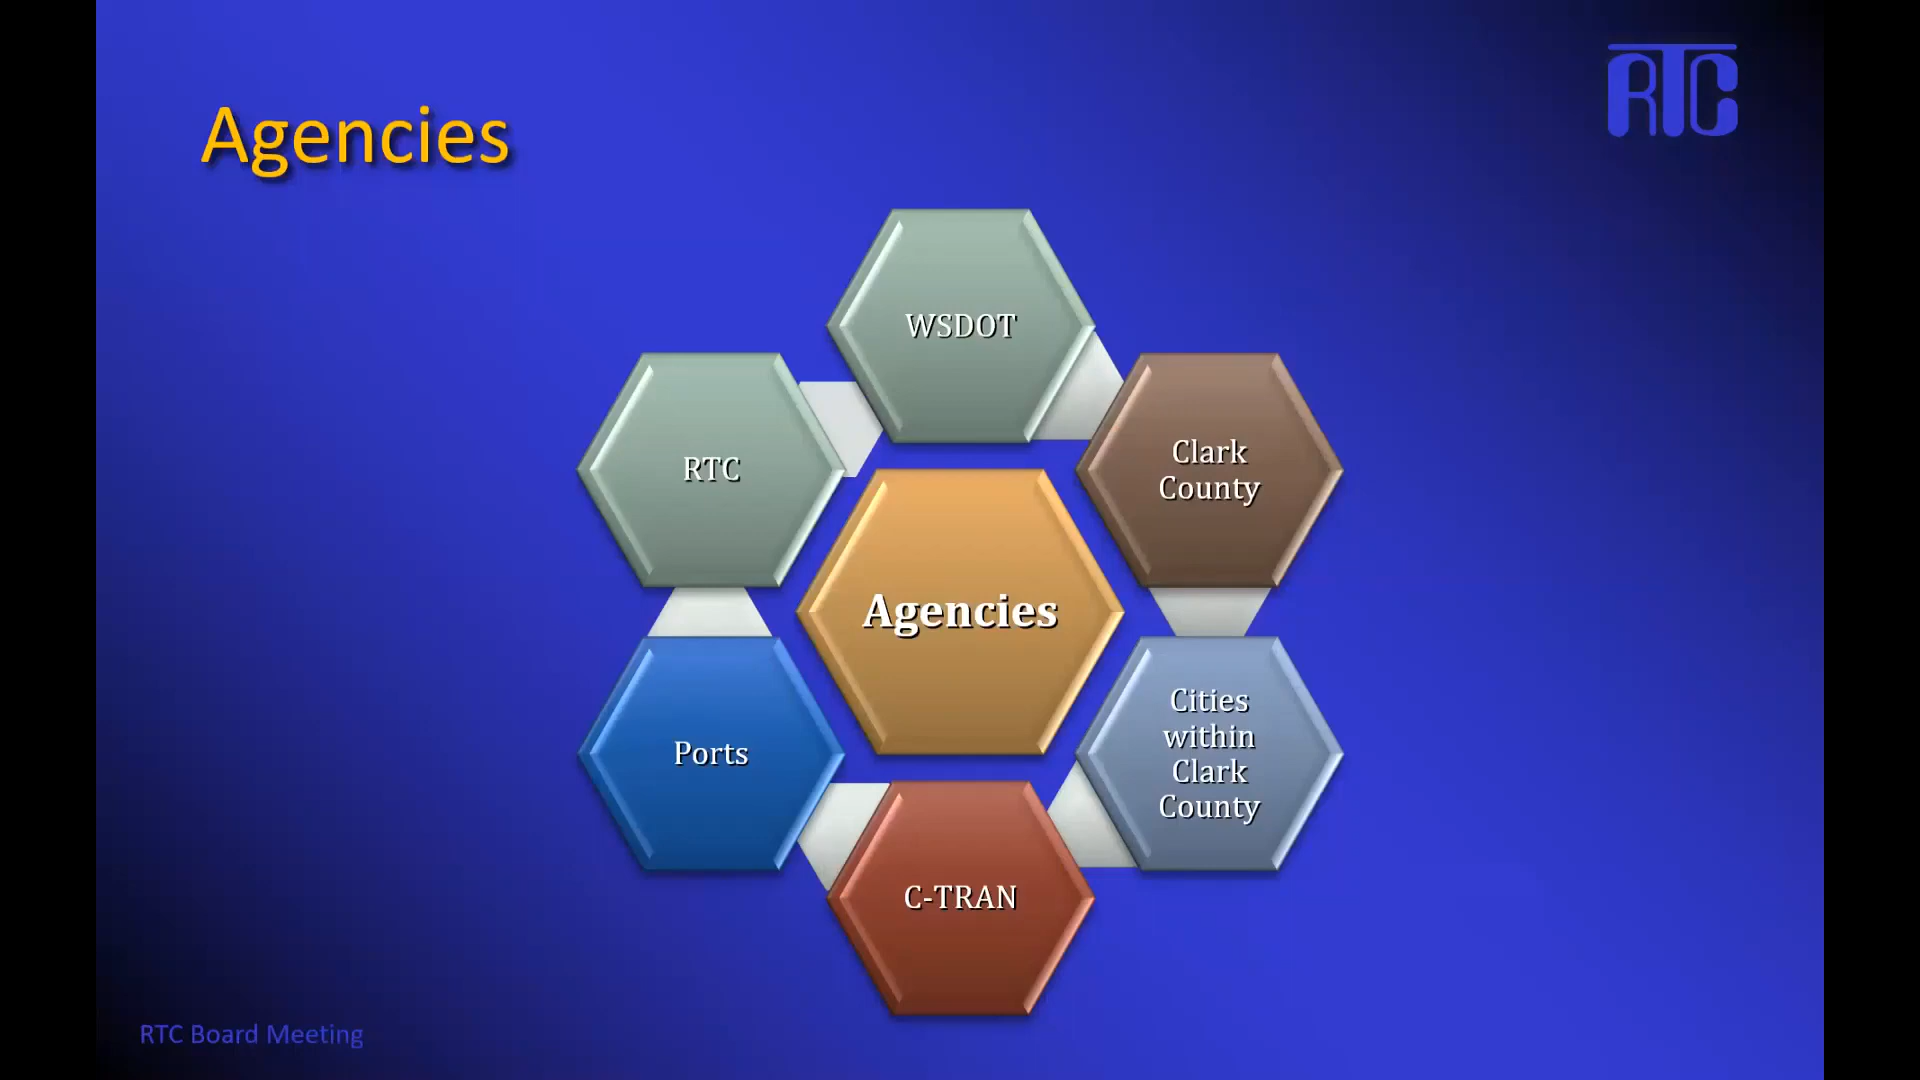 RTC
Agencies
WSDOT
Clark
County
RTC
Agencies
Cities
within
Clark
County
Ports
C-TRAN
RTC Board Meeting